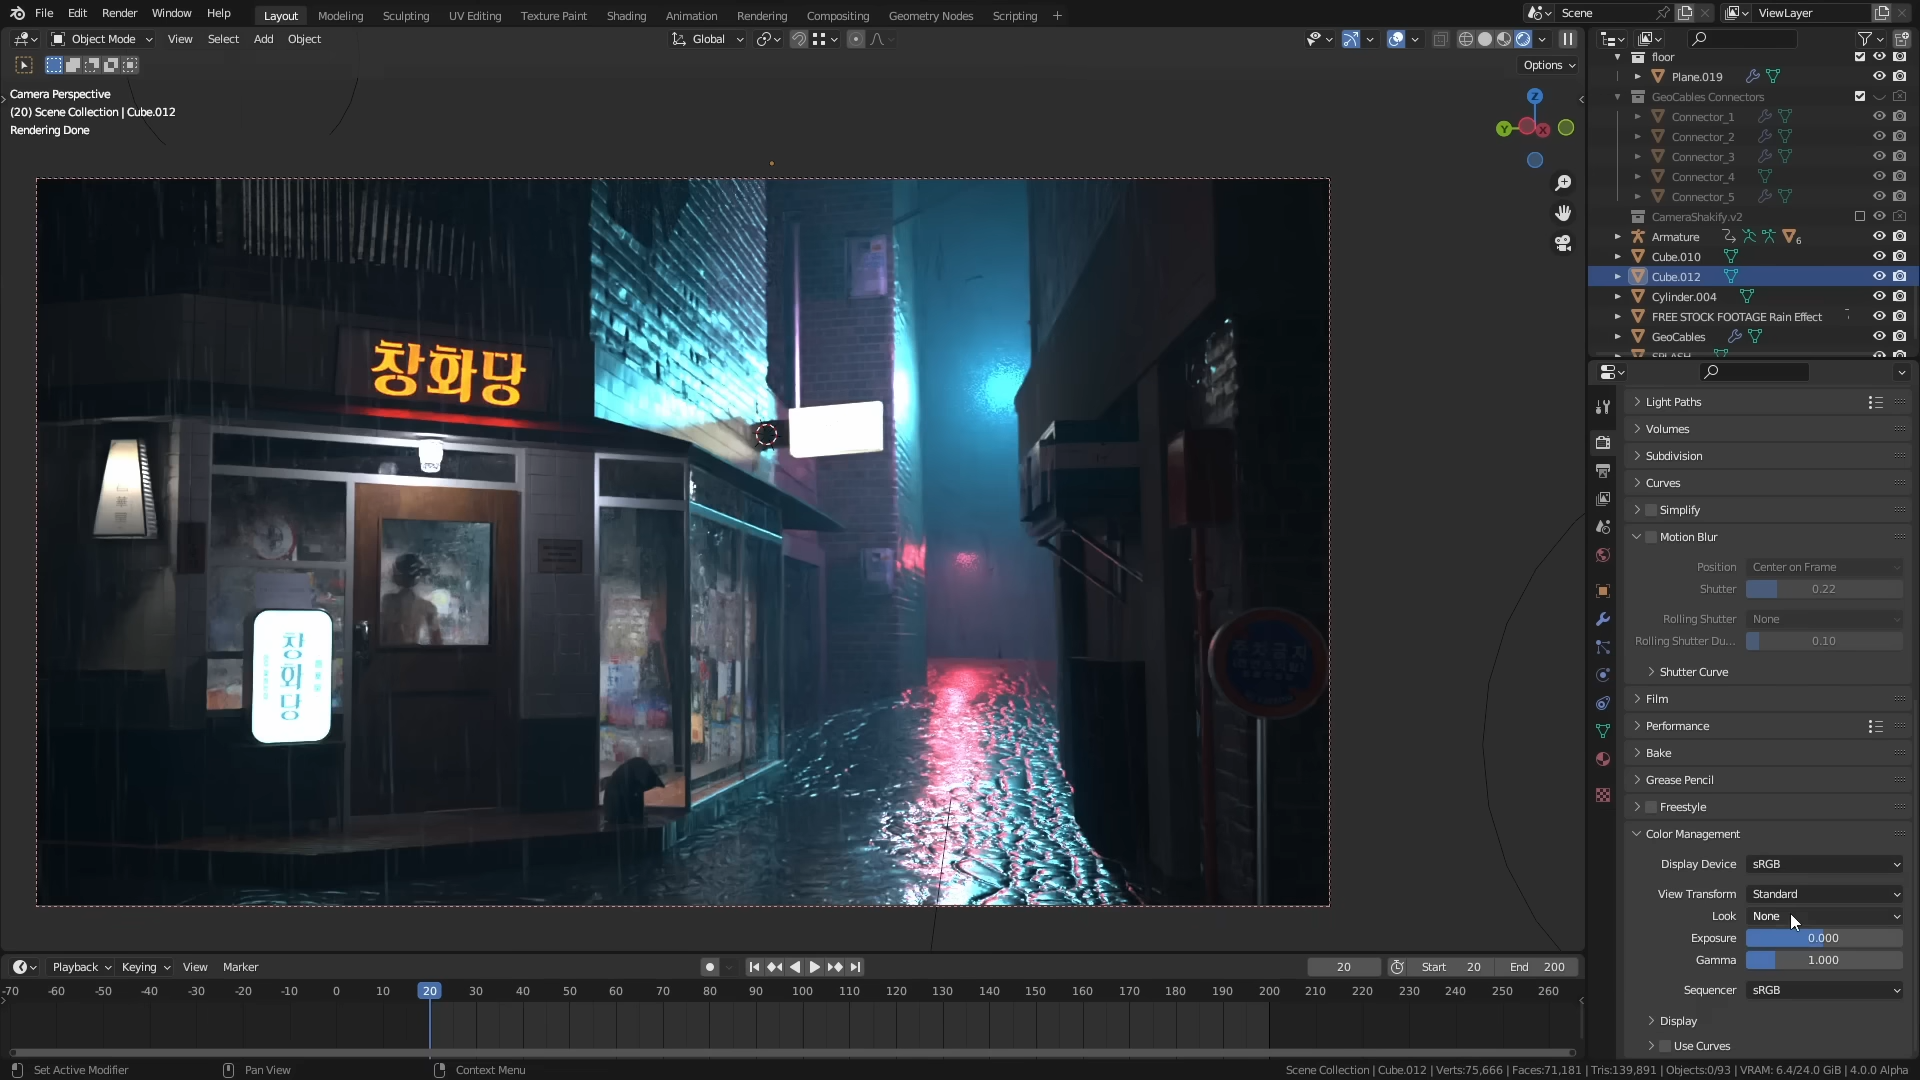 File Edit Render Window Help Layout Modeling Sculpting UV Editing Texture Paint Shading Animation Rendering Compositing Geometry Nodes Scripting + Scene ViewLayer
Object Mode View Select Add Object Global
Options
Camera Perspective
(20) Scene Collection | Cube.012
Rendering Done
Z
Y
X
창화당
창화당
주차금지
floor
Plane.019
GeoCables Connectors
Connector_1
Connector_2
Connector_3
Connector_4
Connector_5
CameraShakify.v2
Armature 6
Cube.010
Cube.012
Cylinder.004
FREE STOCK FOOTAGE Rain Effect
GeoCables
SPLASH
Light Paths
Volumes
Subdivision
Curves
Simplify
Motion Blur
Position Center on Frame
Shutter 0.22
Rolling Shutter None
Rolling Shutter Du... 0.10
Shutter Curve
Film
Performance
Bake
Grease Pencil
Freestyle
Color Management
Display Device sRGB
View Transform Standard
Look None
Exposure 0.000
Gamma 1.000
Sequencer sRGB
Display
Use Curves
Playback Keying View Marker 20 Start 20 End 200
-70 -60 -50 -40 -30 -20 -10 0 10 20 30 40 50 60 70 80 90 100 110 120 130 140 150 160 170 180 190 200 210 220 230 240 250 260
Set Active Modifier Pan View Context Menu Scene Collection | Cube.012 | Verts:75,666 | Faces:71,181 | Tris:139,891 | Objects:0/93 | VRAM: 6.4/24.0 GiB | 4.0.0 Alpha